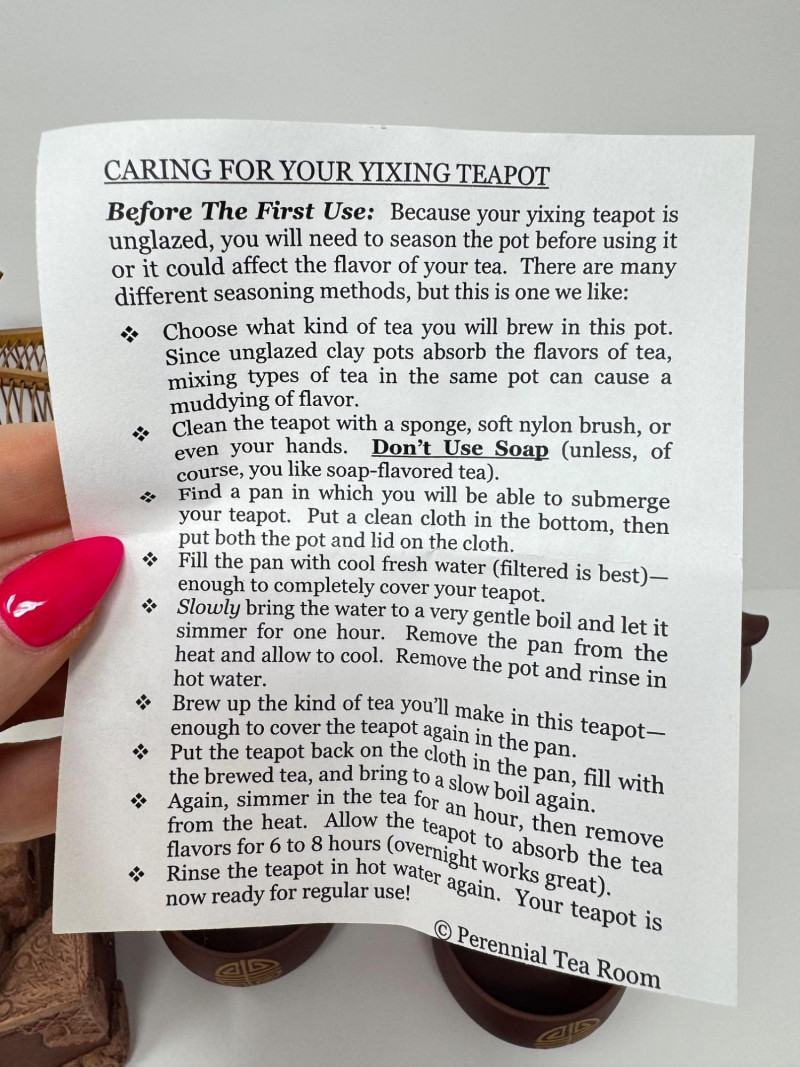 CARING FOR YOUR YIXING TEAPOT
Before The First Use: Because your yixing teapot is
unglazed, you will need to season the pot before using it
or it could affect the flavor of your tea. There are many
different seasoning methods, but this is one we like:
❖ Choose what kind of tea you will brew in this pot.
Since unglazed clay pots absorb the flavors of tea,
mixing types of tea in the same pot can cause a
muddying of flavor.
❖ Clean the teapot with a sponge, soft nylon brush, or
even your hands. Don't Use Soap (unless, of
course, you like soap-flavored tea).
❖ Find a pan in which you will be able to submerge
your teapot. Put a clean cloth in the bottom, then
put both the pot and lid on the cloth.
❖ Fill the pan with cool fresh water (filtered is best)—
enough to completely cover your teapot.
❖ Slowly bring the water to a very gentle boil and let it
simmer for one hour. Remove the pan from the
heat and allow to cool. Remove the pot and rinse in
hot water.
❖ Brew up the kind of tea you'll make in this teapot—
enough to cover the teapot again in the pan.
❖ Put the teapot back on the cloth in the pan, fill with
the brewed tea, and bring to a slow boil again.
❖ Again, simmer in the tea for an hour, then remove
from the heat. Allow the teapot to absorb the tea
flavors for 6 to 8 hours (overnight works great).
❖ Rinse the teapot in hot water again. Your teapot is
now ready for regular use!
© Perennial Tea Room